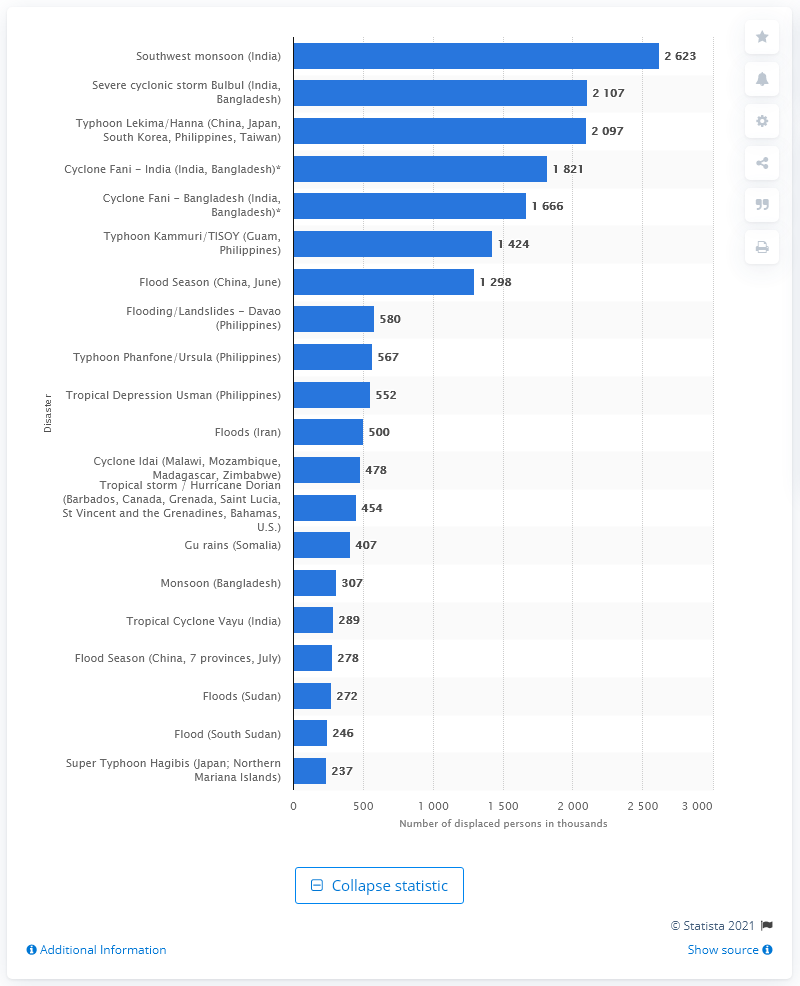 Southwest monsoon (India)
2 623
Severe cyclonic storm Bulbul (India,
Bangladesh)
2 107
Typhoon Lekima/Hanna (China, Japan,
South Korea, Philippines, Taiwan)
2 097
Cyclone Fani - India (India, Bangladesh)*
1 821
Cyclone Fani - Bangladesh (India,
Bangladesh)*
1 666
Typhoon Kammuri/TISOY (Guam,
Philippines)
1 424
Flood Season (China, June)
1 298
Flooding/Landslides - Davao
(Philippines)
580
Typhoon Phanfone/Ursula (Philippines)
567
Tropical Depression Usman (Philippines)
552
Floods (Iran)
500
Cyclone Idai (Malawi, Mozambique,
Madagascar, Zimbabwe)
478
Tropical storm / Hurricane Dorian
(Barbados, Canada, Grenada, Saint Lucia,
St Vincent and the Grenadines, Bahamas,
U.S.)
454
Gu rains (Somalia)
407
Monsoon (Bangladesh)
307
Tropical Cyclone Vayu (India)
289
Flood Season (China, 7 provinces, July)
278
Floods (Sudan)
272
Flood (South Sudan)
246
Super Typhoon Hagibis (Japan; Northern
Mariana Islands)
237
Disaster
0 500 1 000 1 500 2 000 2 500 3 000
Number of displaced persons in thousands
Collapse statistic
© Statista 2021
Additional Information
Show source